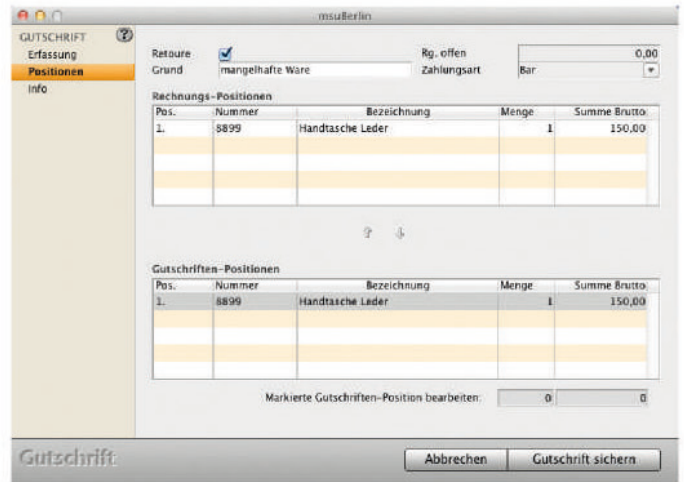 msuBerlin
GUTSCHRIFT ?
Erfassung
Positionen
Info
Retoure
Rg. offen 0,00
Grund mangelhafte Ware
Zahlungsart Bar
Rechnungs-Positionen
Pos. Nummer Bezeichnung Menge Summe Brutto
1. 8899 Handtasche Leder 1 150,00
Gutschriften-Positionen
Pos. Nummer Bezeichnung Menge Summe Brutto
1. 8899 Handtasche Leder 1 150,00
Markierte Gutschriften-Position bearbeiten: 0 0
Gutschrift
Abbrechen
Gutschrift sichern